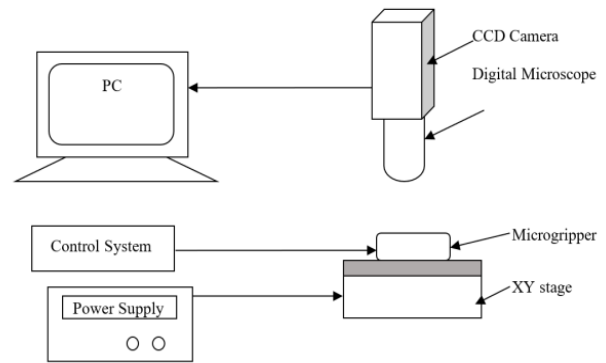 CCD Camera
PC
Digital Microscope
Control System
Microgripper
XY stage
Power Supply